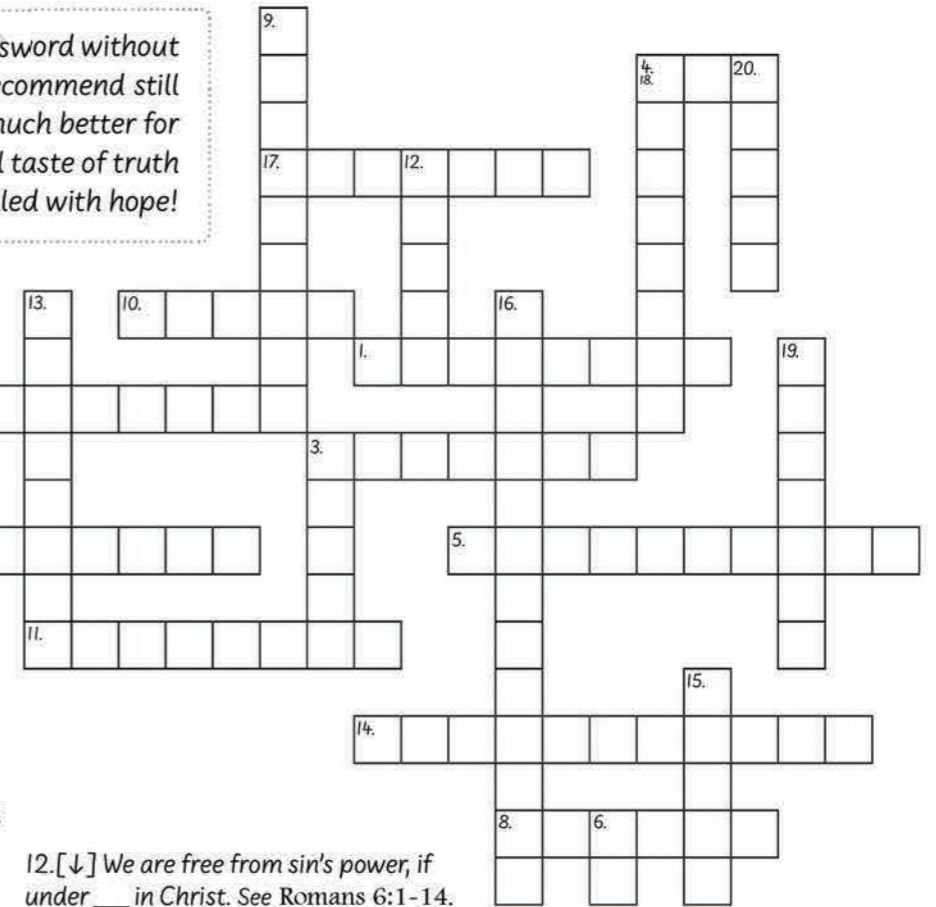 sword without
ecommend still
much better for
l taste of truth
led with hope!
9.
4. 20.
18.
17. 12.
13. 10. 16.
1. 19.
3.
5.
11.
15.
14.
8. 6.
12.[↓] We are free from sin's power, if
under ___ in Christ. See Romans 6:1-14.